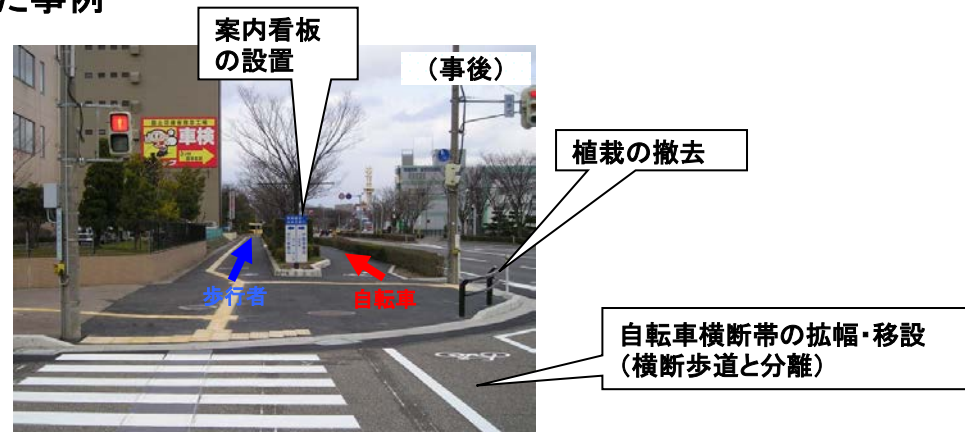 た事例
案内看板
の設置
（事後）
車検
植栽の撤去
歩行者
自転車
自転車横断帯の拡幅・移設
（横断歩道と分離）